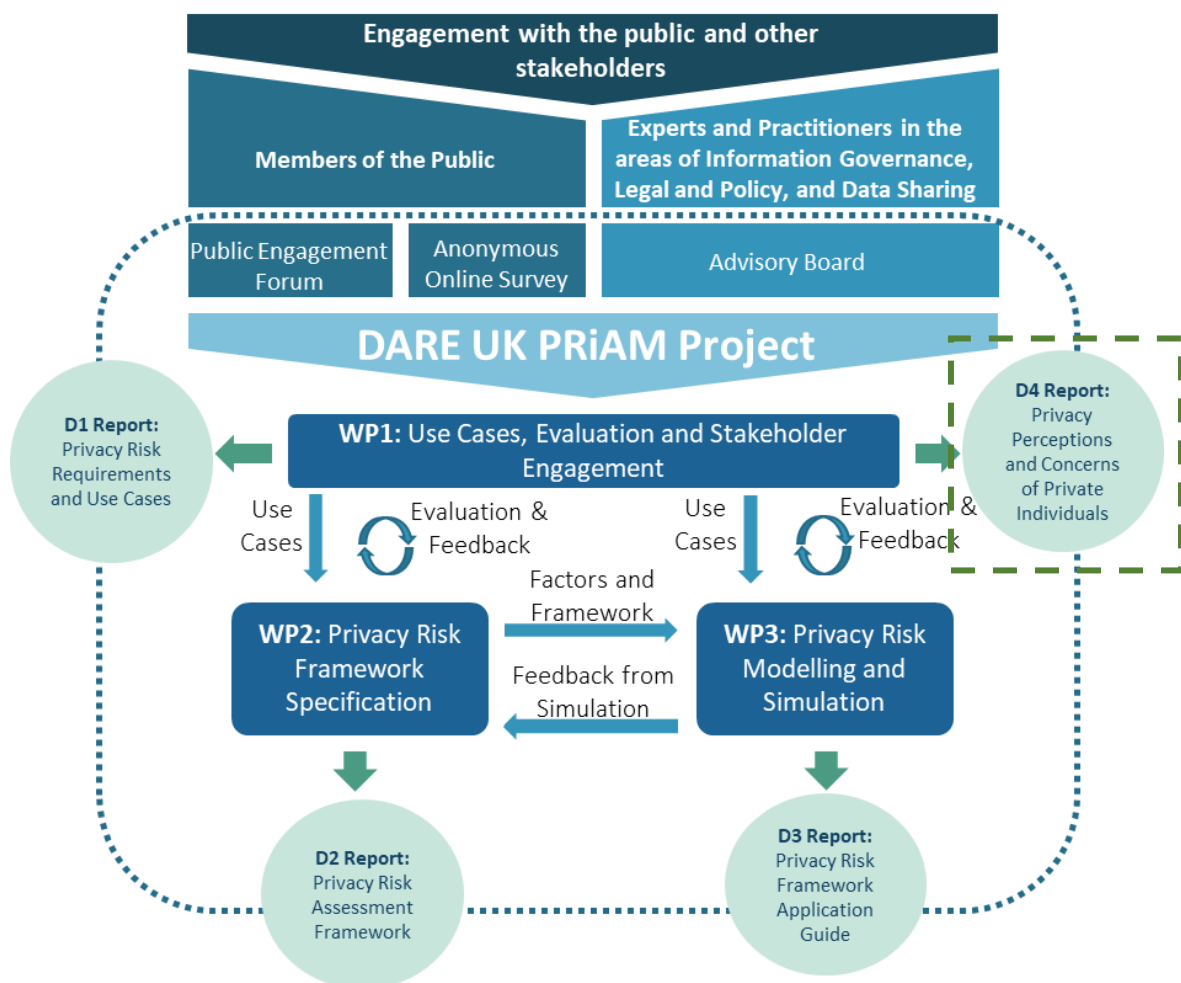 Engagement with the public and other
stakeholders
Members of the Public
Experts and Practitioners in the
areas of Information Governance,
Legal and Policy, and Data Sharing
Public Engagement
Forum
Anonymous
Online Survey
Advisory Board
DARE UK PRiAM Project
D1 Report:
Privacy Risk
Requirements
and Use Cases
WP1: Use Cases, Evaluation and Stakeholder
Engagement
D4 Report:
Privacy
Perceptions
and Concerns
of Private
Individuals
Use
Cases
Evaluation &
Feedback
Use
Cases
Evaluation &
Feedback
WP2: Privacy Risk
Framework
Specification
Factors and
Framework
Feedback from
Simulation
WP3: Privacy Risk
Modelling and
Simulation
D2 Report:
Privacy Risk
Assessment
Framework
D3 Report:
Privacy Risk
Framework
Application
Guide